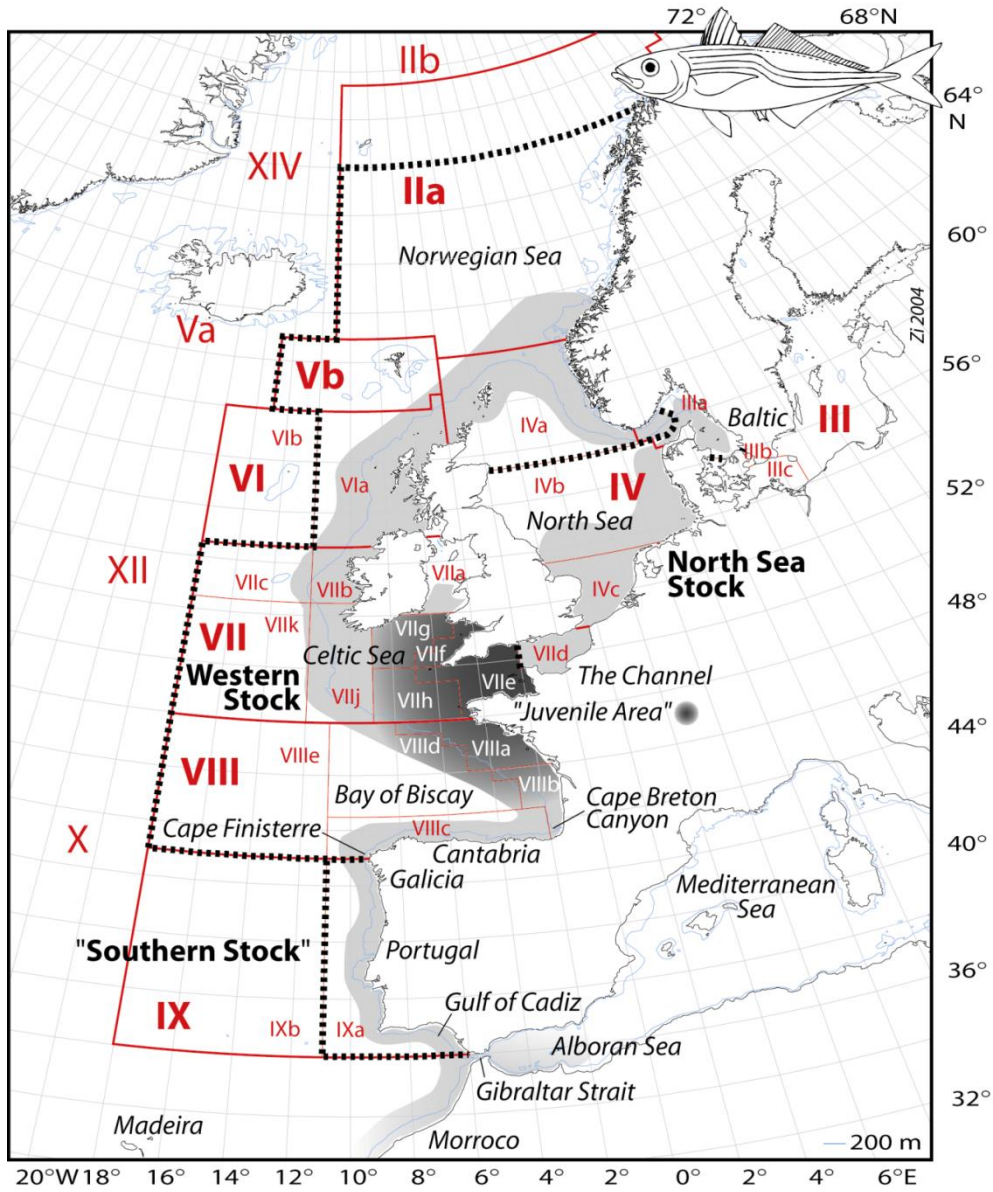 72°
68°N
IIb
64°
N
XIV
IIa
Norwegian Sea
60°
Zi 2004
Va
Vb
56°
IIIa
Baltic
III
VIb
IVa
IIIb
IIIc
VI
VIa
IVb
IV
52°
North Sea
XII
North Sea
Stock
VIIc
VIIb
VIIa
IVc
48°
VIIk
VIIg
VII
Celtic Sea
VIIf
VIId
Western
Stock
VIIe
The Channel
VIIj
VIIh
"Juvenile Area"
44°
VIIIe
VIIId
VIIIa
VIII
VIIIb
Bay of Biscay
Cape Breton
Canyon
X
Cape Finisterre
VIIIc
Cantabria
40°
Galicia
Mediterranean
Sea
"Southern Stock"
Portugal
36°
Gulf of Cadiz
IX
IXb
IXa
Alboran Sea
Gibraltar Strait
32°
Madeira
Morroco
200 m
20°W 18° 16° 14° 12° 10° 8° 6° 4° 2° 0° 2° 4° 6°E